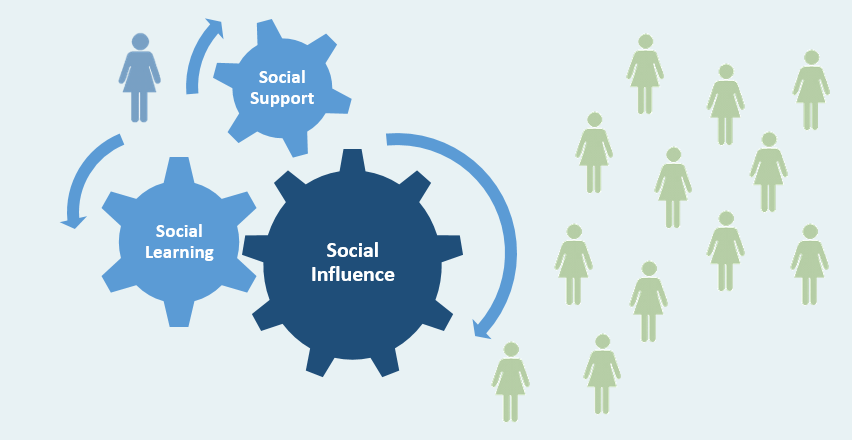 Social
Support
Social
Learning
Social
Influence